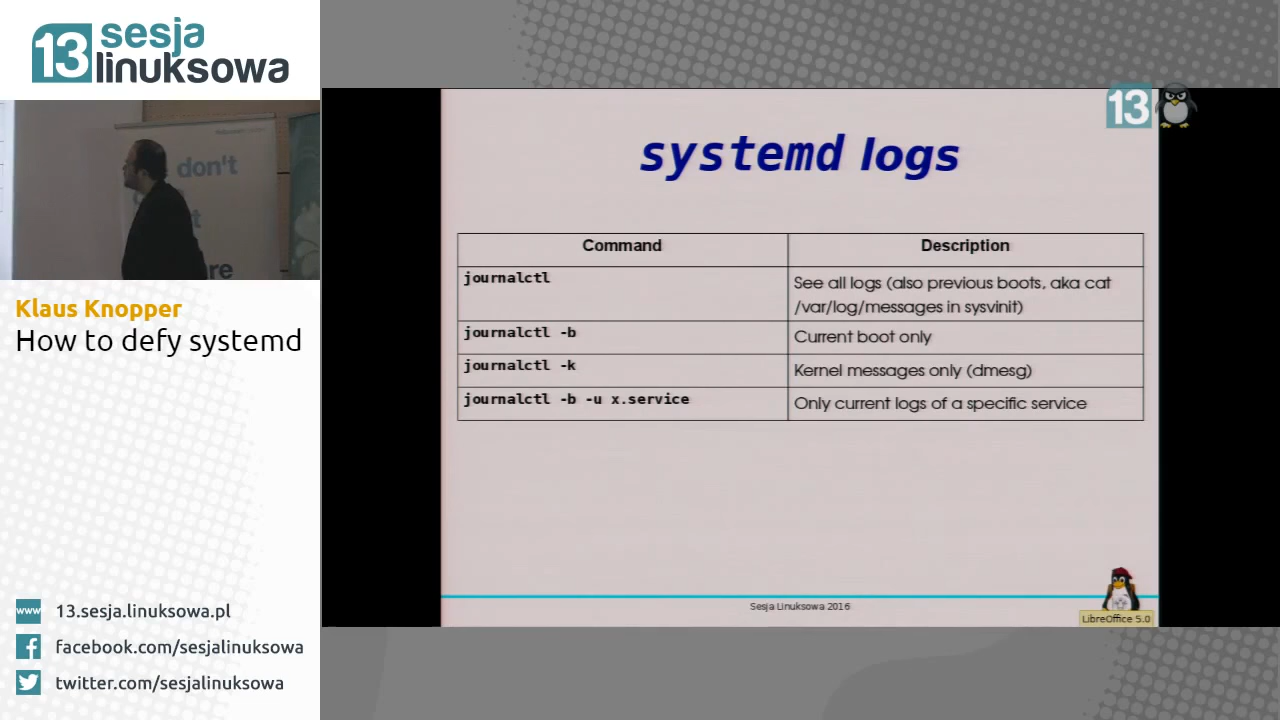 13 sesja
linuksowa
don't
re
Klaus Knopper
How to defy systemd
www 13.sesja.linuksowa.pl
facebook.com/sesjalinuksowa
twitter.com/sesjalinuksowa
13
systemd logs
Command Description
journalctl See all logs (also previous boots, aka cat
/var/log/messages in sysvinit)
journalctl -b Current boot only
journalctl -k Kernel messages only (dmesg)
journalctl -b -u x.service Only current logs of a specific service
Sesja Linuksowa 2016
LibreOffice 5.0